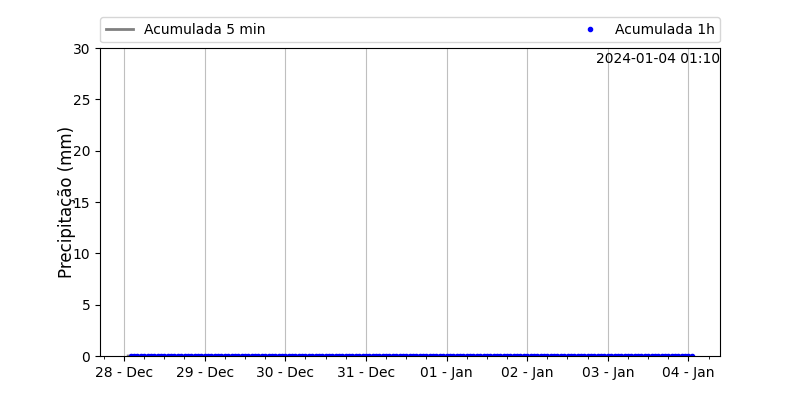 Acumulada 5 min
Acumulada 1h
2024-01-04 01:10
Precipitação (mm)
30
25
20
15
10
5
0
28 - Dec
29 - Dec
30 - Dec
31 - Dec
01 - Jan
02 - Jan
03 - Jan
04 - Jan